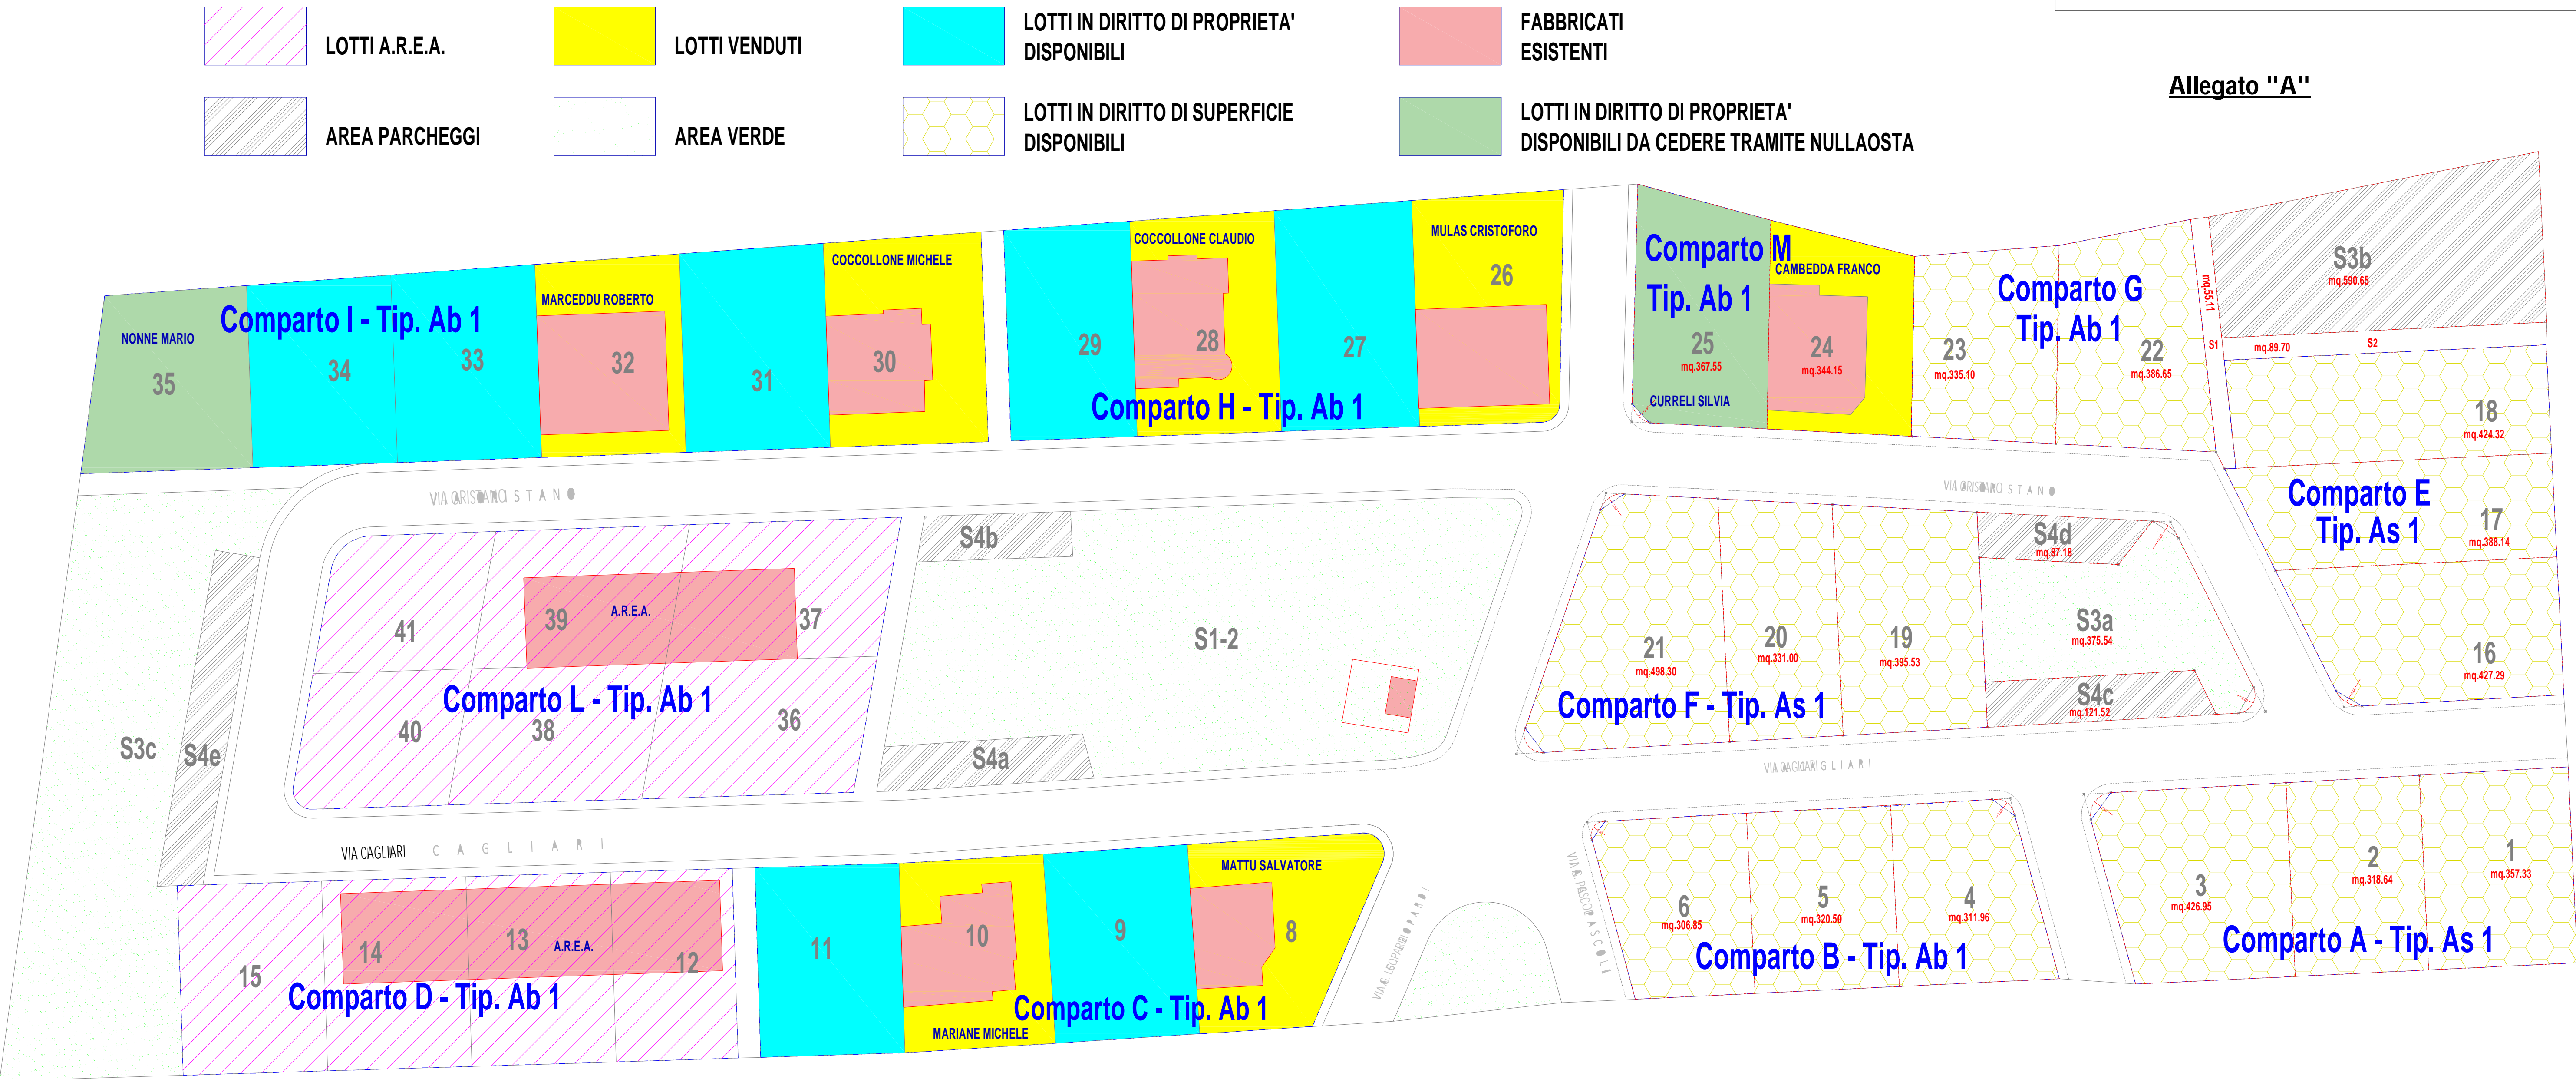 LOTTI A.R.E.A.
LOTTI VENDUTI
LOTTI IN DIRITTO DI PROPRIETA'
DISPONIBILI
FABBRICATI
ESISTENTI
AREA PARCHEGGI
AREA VERDE
LOTTI IN DIRITTO DI SUPERFICIE
DISPONIBILI
LOTTI IN DIRITTO DI PROPRIETA'
DISPONIBILI DA CEDERE TRAMITE NULLAOSTA
Allegato "A"
NONNE MARIO
35
Comparto I - Tip. Ab 1
34
33
MARCEDDU ROBERTO
32
31
COCCOLLONE MICHELE
30
29
COCCOLLONE CLAUDIO
28
27
MULAS CRISTOFORO
26
Comparto H - Tip. Ab 1
Comparto M
Tip. Ab 1
25
mq.367.55
CURRELI SILVIA
CAMBEDDA FRANCO
24
mq.344.15
Comparto G
Tip. Ab 1
23
mq.335.10
22
mq.386.65
mq.55.11
S1
S3b
mq.590.65
mq.89.70
S2
18
mq.424.32
Comparto E
Tip. As 1
17
mq.388.14
16
mq.427.29
VIA ORISTANO
VIA ORISTANO
S3c
S4e
41
39
A.R.E.A.
37
Comparto L - Tip. Ab 1
40
38
36
S4b
S1-2
S4a
21
mq.498.30
20
mq.331.00
19
mq.395.53
Comparto F - Tip. As 1
S4d
mq.87.18
S3a
mq.375.54
S4c
mq.121.52
VIA CAGLIARI
VIA CAGLIARI
CAGLIARI
15
14
13
A.R.E.A.
12
Comparto D - Tip. Ab 1
11
10
MARIANE MICHELE
9
MATTU SALVATORE
8
Comparto C - Tip. Ab 1
6
mq.306.85
5
mq.320.50
4
mq.311.96
Comparto B - Tip. Ab 1
3
mq.426.95
2
mq.318.64
1
mq.357.33
Comparto A - Tip. As 1